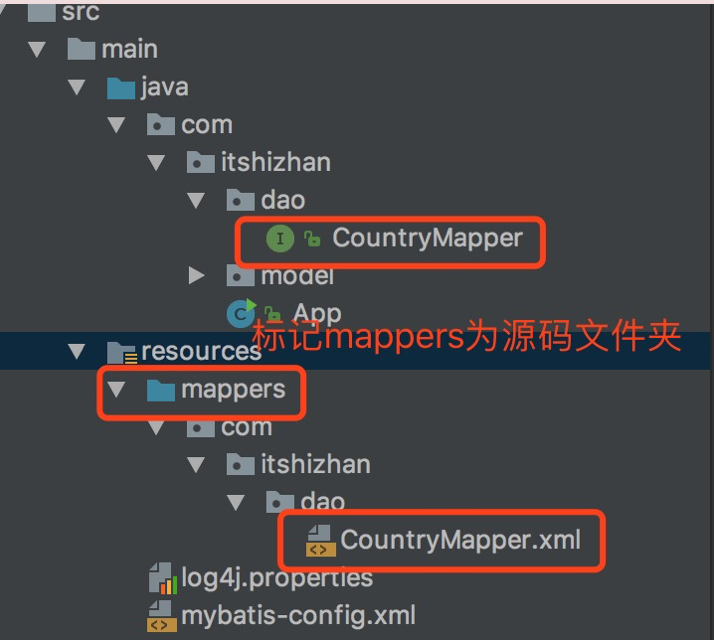 src
main
java
com
itshizhan
dao
CountryMapper
model
App
标记mappers为源码文件夹
resources
mappers
com
itshizhan
dao
CountryMapper.xml
log4j.properties
mybatis-config.xml